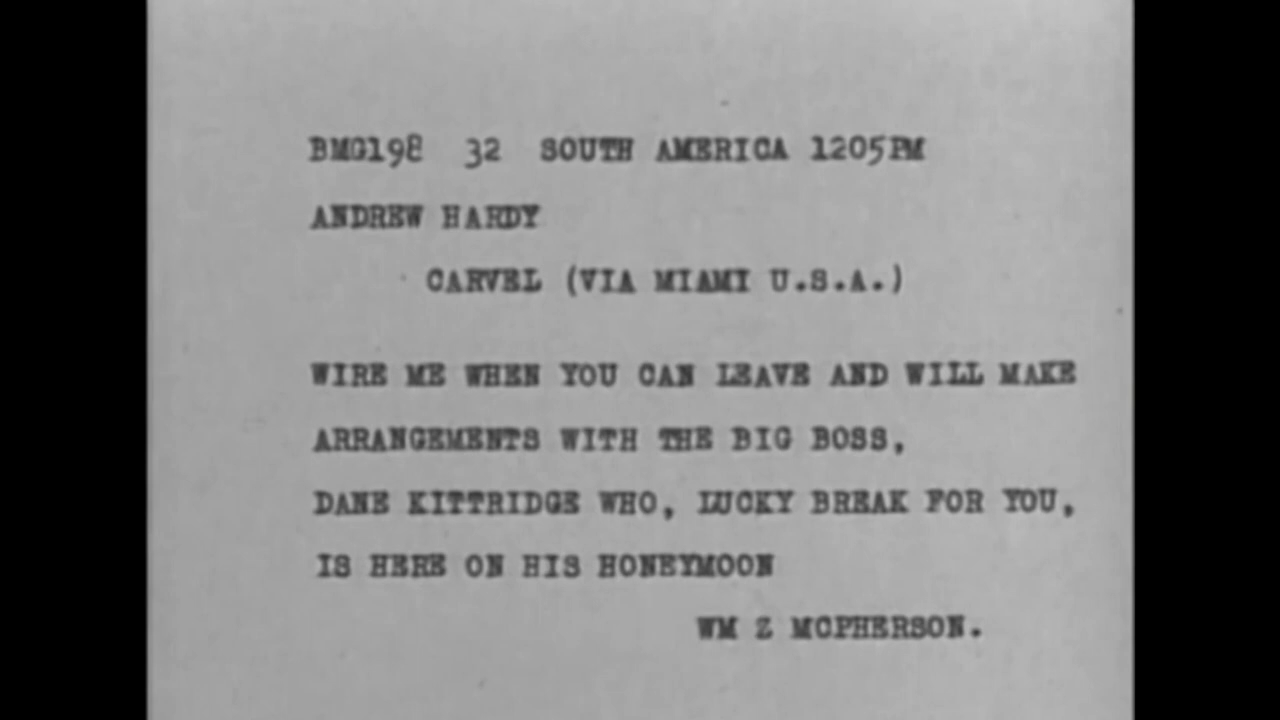 BMG198 32 SOUTH AMERICA 1205PM
ANDREW HARDY
CARVEL (VIA MIAMI U.S.A.)
WIRE ME WHEN YOU CAN LEAVE AND WILL MAKE
ARRANGEMENTS WITH THE BIG BOSS,
DANE KITTRIDGE WHO, LUCKY BREAK FOR YOU,
IS HERE ON HIS HONEYMOON
WM Z MCPHERSON.